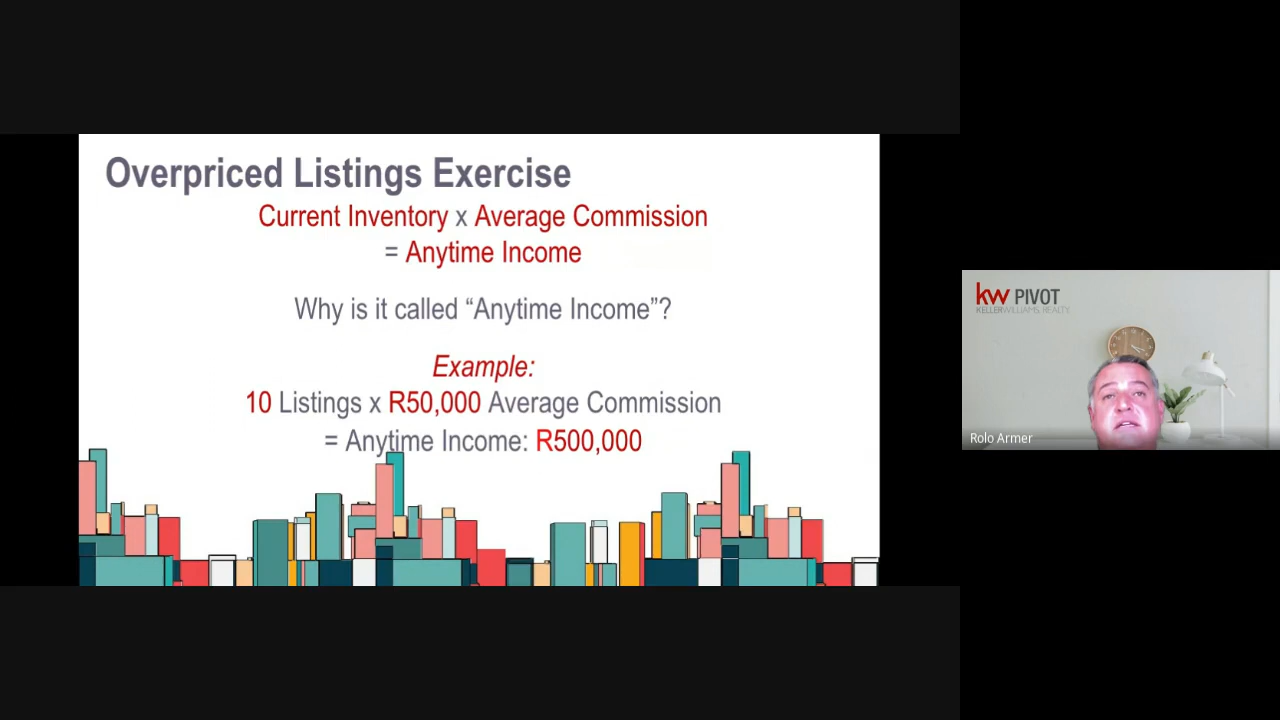 Overpriced Listings Exercise
Current Inventory x Average Commission
= Anytime Income
Why is it called “Anytime Income”?
Example:
10 Listings x R50,000 Average Commission
= Anytime Income: R500,000
kw PIVOT
KELLERWILLIAMS. REALTY
Rolo Armer